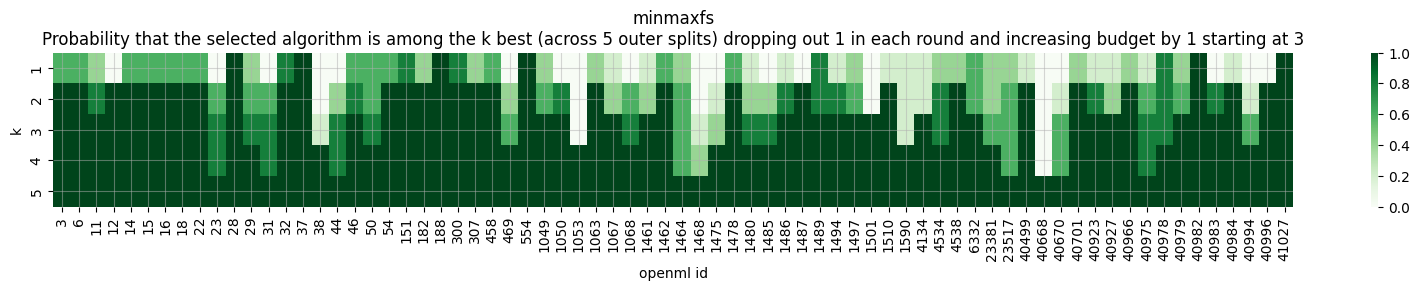 minmaxfs
Probability that the selected algorithm is among the k best (across 5 outer splits) dropping out 1 in each round and increasing budget by 1 starting at 3
k
1
2
3
4
5
3 6 11 12 14 15 16 18 22 23 28 29 31 32 37 38 44 46 50 54 151 182 188 300 307 458 469 554 1049 1050 1053 1063 1067 1068 1461 1462 1464 1468 1475 1478 1480 1485 1486 1487 1489 1494 1497 1501 1510 1590 4134 4534 4538 6332 23381 23517 40499 40668 40670 40701 40923 40927 40966 40975 40978 40979 40982 40983 40984 40994 40996 41027
openml id
1.0
0.8
0.6
0.4
0.2
0.0